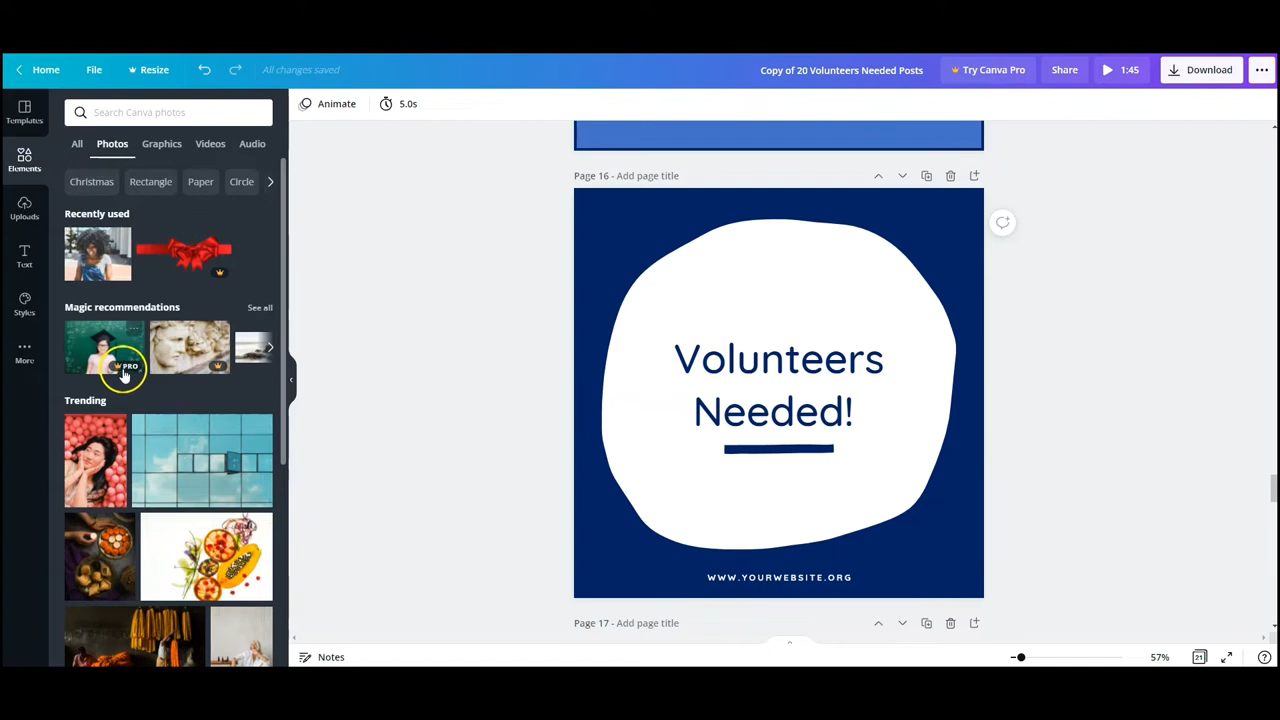 Home File Resize All changes saved Copy of 20 Volunteers Needed Posts Try Canva Pro Share 1:45 Download
Templates
Elements
Uploads
Text
Styles
More
Search Canva photos
All Photos Graphics Videos Audio
Christmas Rectangle Paper Circle
Recently used
Magic recommendations See all
PRO
Trending
Animate 5.0s
Page 16 - Add page title
Volunteers
Needed!
WWW.YOURWEBSITE.ORG
Page 17 - Add page title
Notes 57% 21